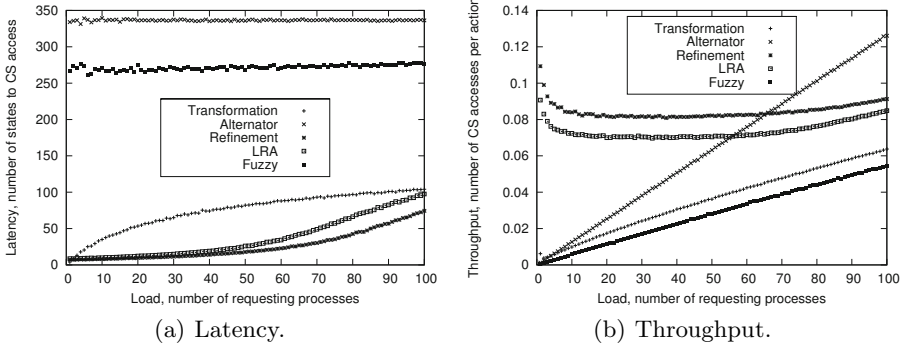 Latency, number of states to CS access
350
300
250
200
150
100
50
0
Transformation
Alternator
Refinement
LRA
Fuzzy
0 10 20 30 40 50 60 70 80 90 100
Load, number of requesting processes
(a) Latency.
Throughput, number of CS accesses per action
0.14
0.12
0.1
0.08
0.06
0.04
0.02
0
Transformation
Alternator
Refinement
LRA
Fuzzy
0 10 20 30 40 50 60 70 80 90 100
Load, number of requesting processes
(b) Throughput.